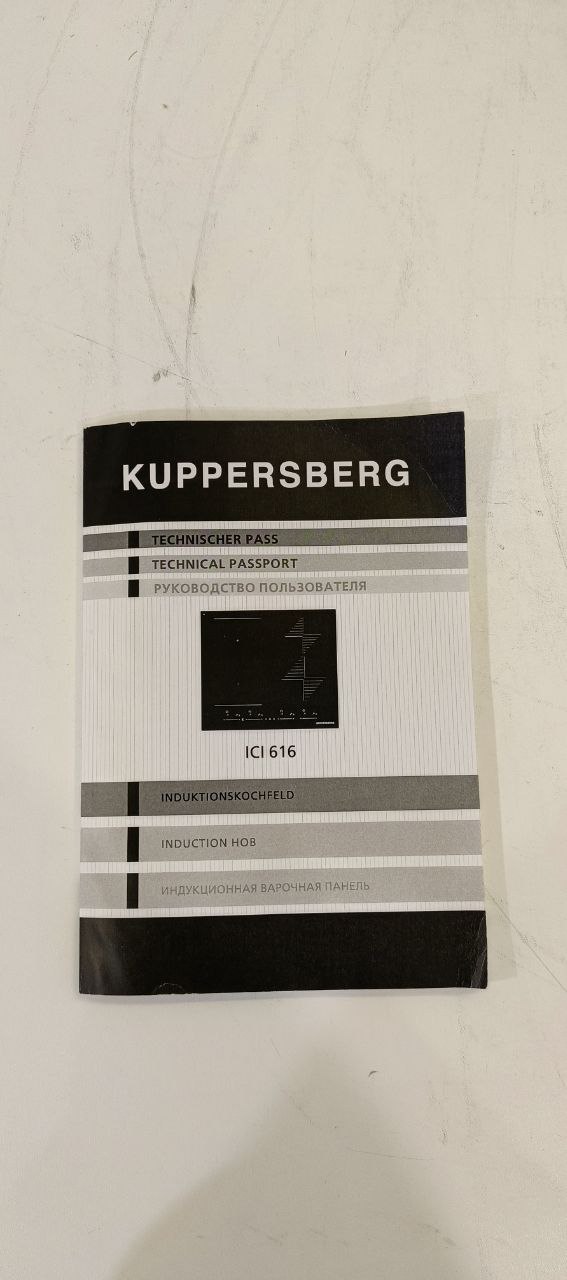 KUPPERSBERG
TECHNISCHER PASS
TECHNICAL PASSPORT
РУКОВОДСТВО ПОЛЬЗОВАТЕЛЯ
ICI 616
INDUKTIONSKOCHFELD
INDUCTION HOB
ИНДУКЦИОННАЯ ВАРОЧНАЯ ПАНЕЛЬ